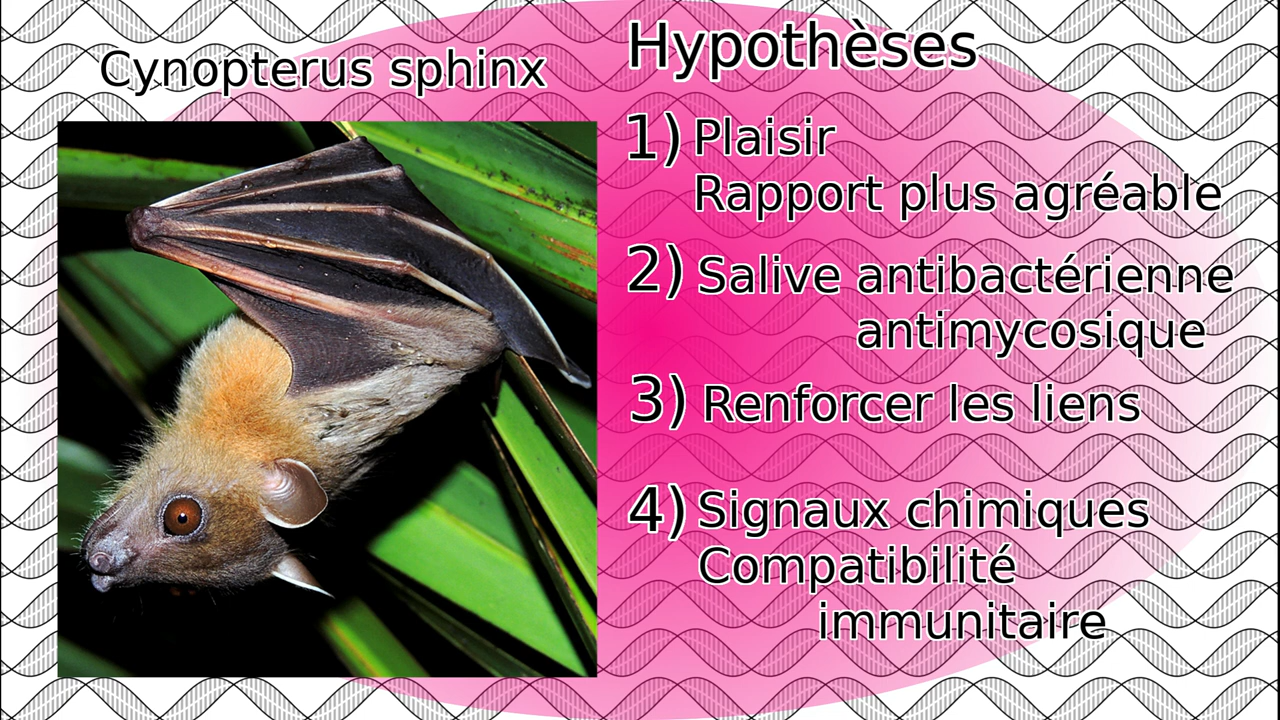 Cynopterus sphinx
Hypothèses
1) Plaisir
Rapport plus agréable
2) Salive antibactérienne
antimycosique
3) Renforcer les liens
4) Signaux chimiques
Compatibilité
immunitaire